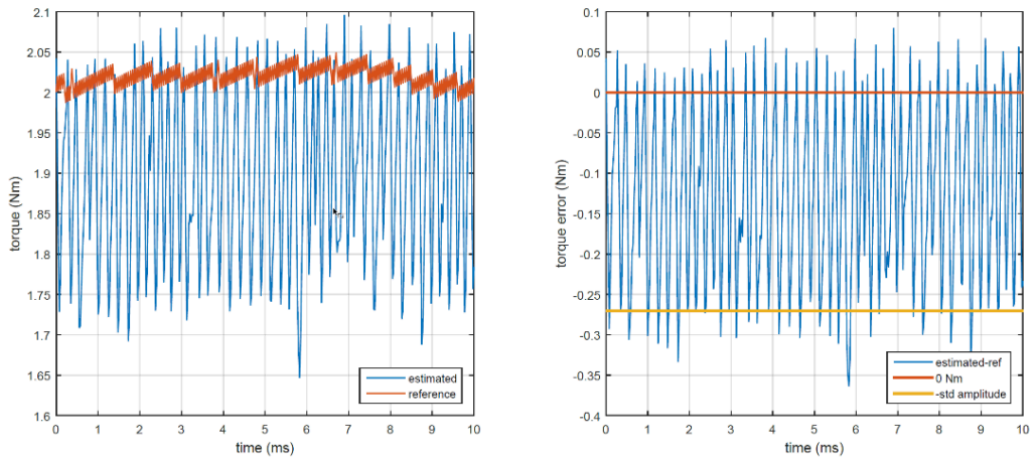 2.1
2.05
2
1.95
1.9
1.85
1.8
1.75
1.7
1.65
1.6
torque (Nm)
0 1 2 3 4 5 6 7 8 9 10
time (ms)
estimated
reference
0.1
0.05
0
-0.05
-0.1
-0.15
-0.2
-0.25
-0.3
-0.35
-0.4
torque error (Nm)
0 1 2 3 4 5 6 7 8 9 10
time (ms)
estimated-ref
0 Nm
-std amplitude